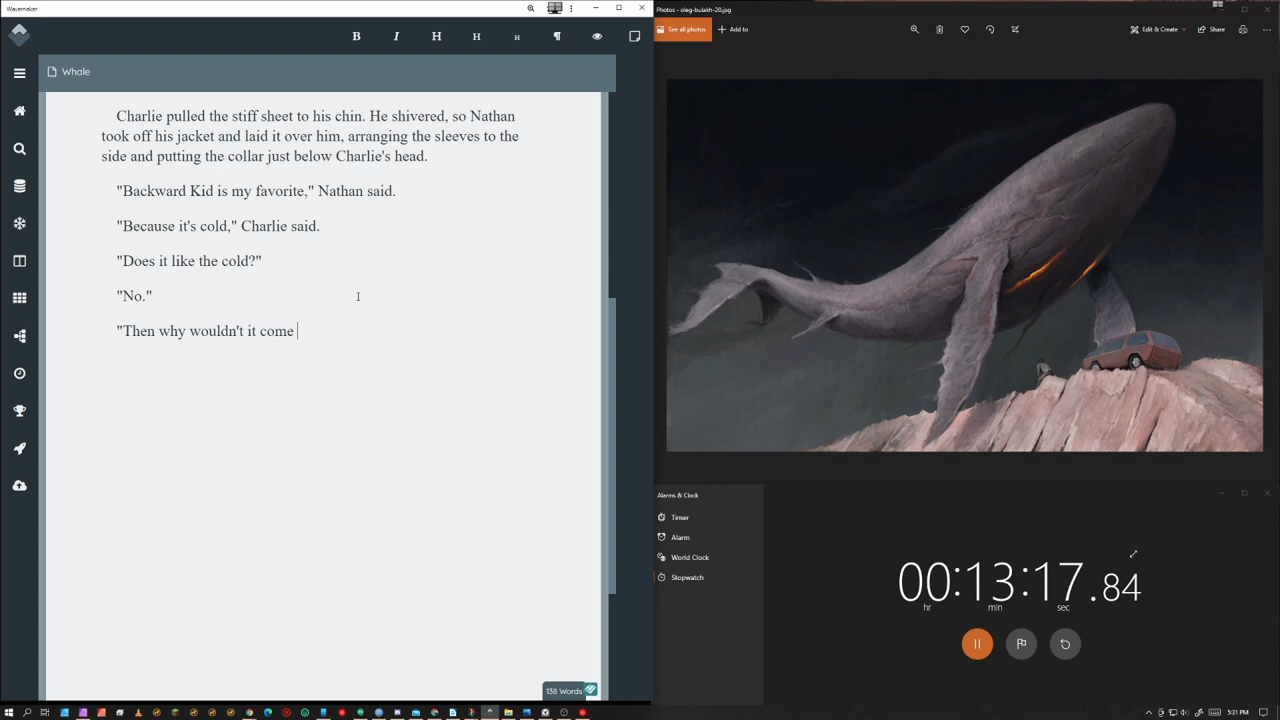 Wavemaker
Photos - oleg-bulakh-20.jpg
See all photos
Add to
Edit & Create
Share
B I H H H ¶
Whale
Charlie pulled the stiff sheet to his chin. He shivered, so Nathan
took off his jacket and laid it over him, arranging the sleeves to the
side and putting the collar just below Charlie's head.
"Backward Kid is my favorite," Nathan said.
"Because it's cold," Charlie said.
"Does it like the cold?"
"No."
"Then why wouldn't it come
138 Words
Alarms & Clock
Timer
Alarm
World Clock
Stopwatch
00:13:17.84
hr min sec
5:31 PM